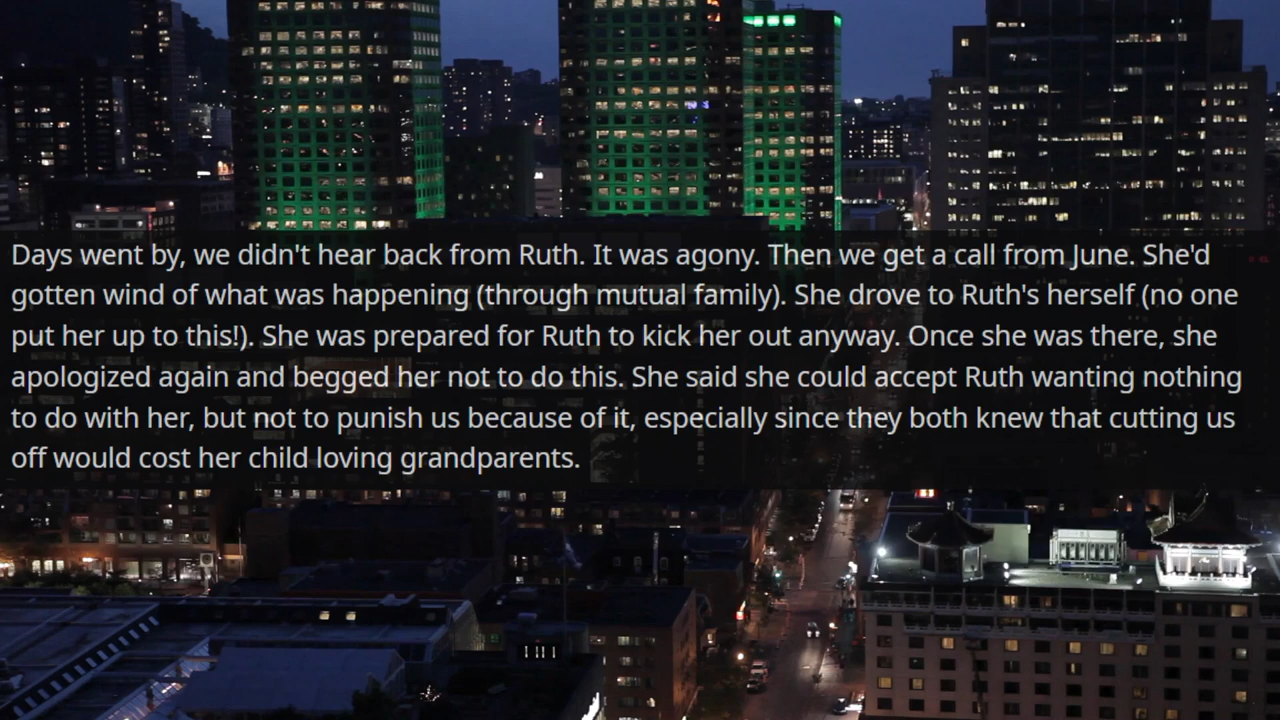 Days went by, we didn't hear back from Ruth. It was agony. Then we get a call from June. She'd
gotten wind of what was happening (through mutual family). She drove to Ruth's herself (no one
put her up to this!). She was prepared for Ruth to kick her out anyway. Once she was there, she
apologized again and begged her not to do this. She said she could accept Ruth wanting nothing
to do with her, but not to punish us because of it, especially since they both knew that cutting us
off would cost her child loving grandparents.